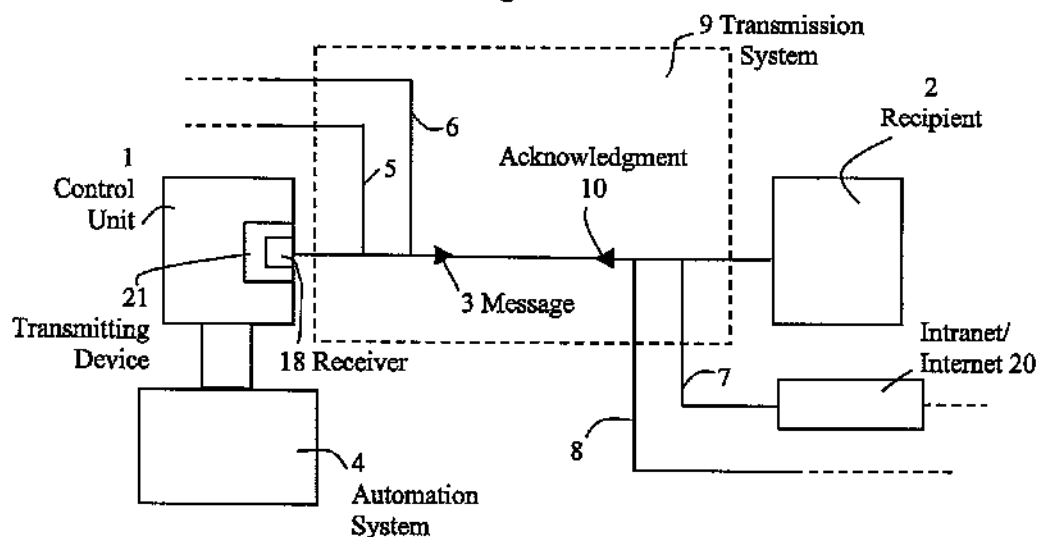 9 Transmission
System
2
Recipient
6
5
Acknowledgment
10
1
Control
Unit
3 Message
21
Transmitting
Device
18 Receiver
Intranet/
Internet 20
7
8
4
Automation
System